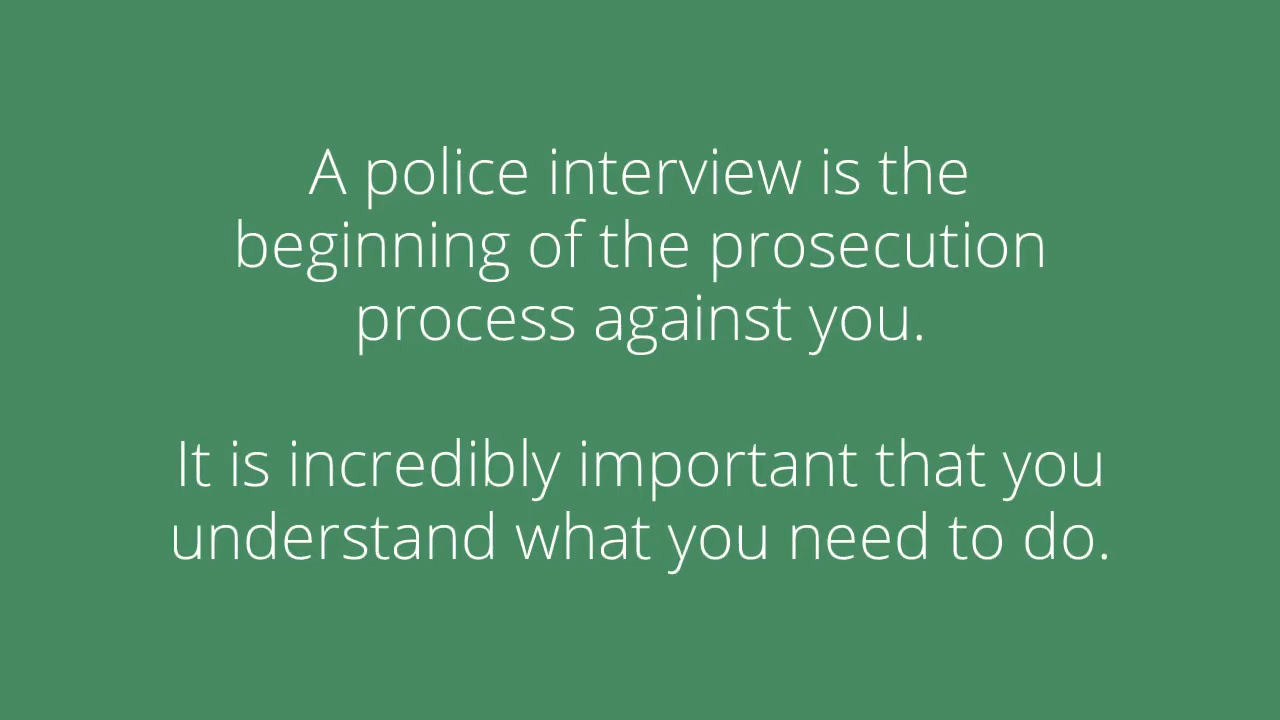 A police interview is the
beginning of the prosecution
process against you.
It is incredibly important that you
understand what you need to do.